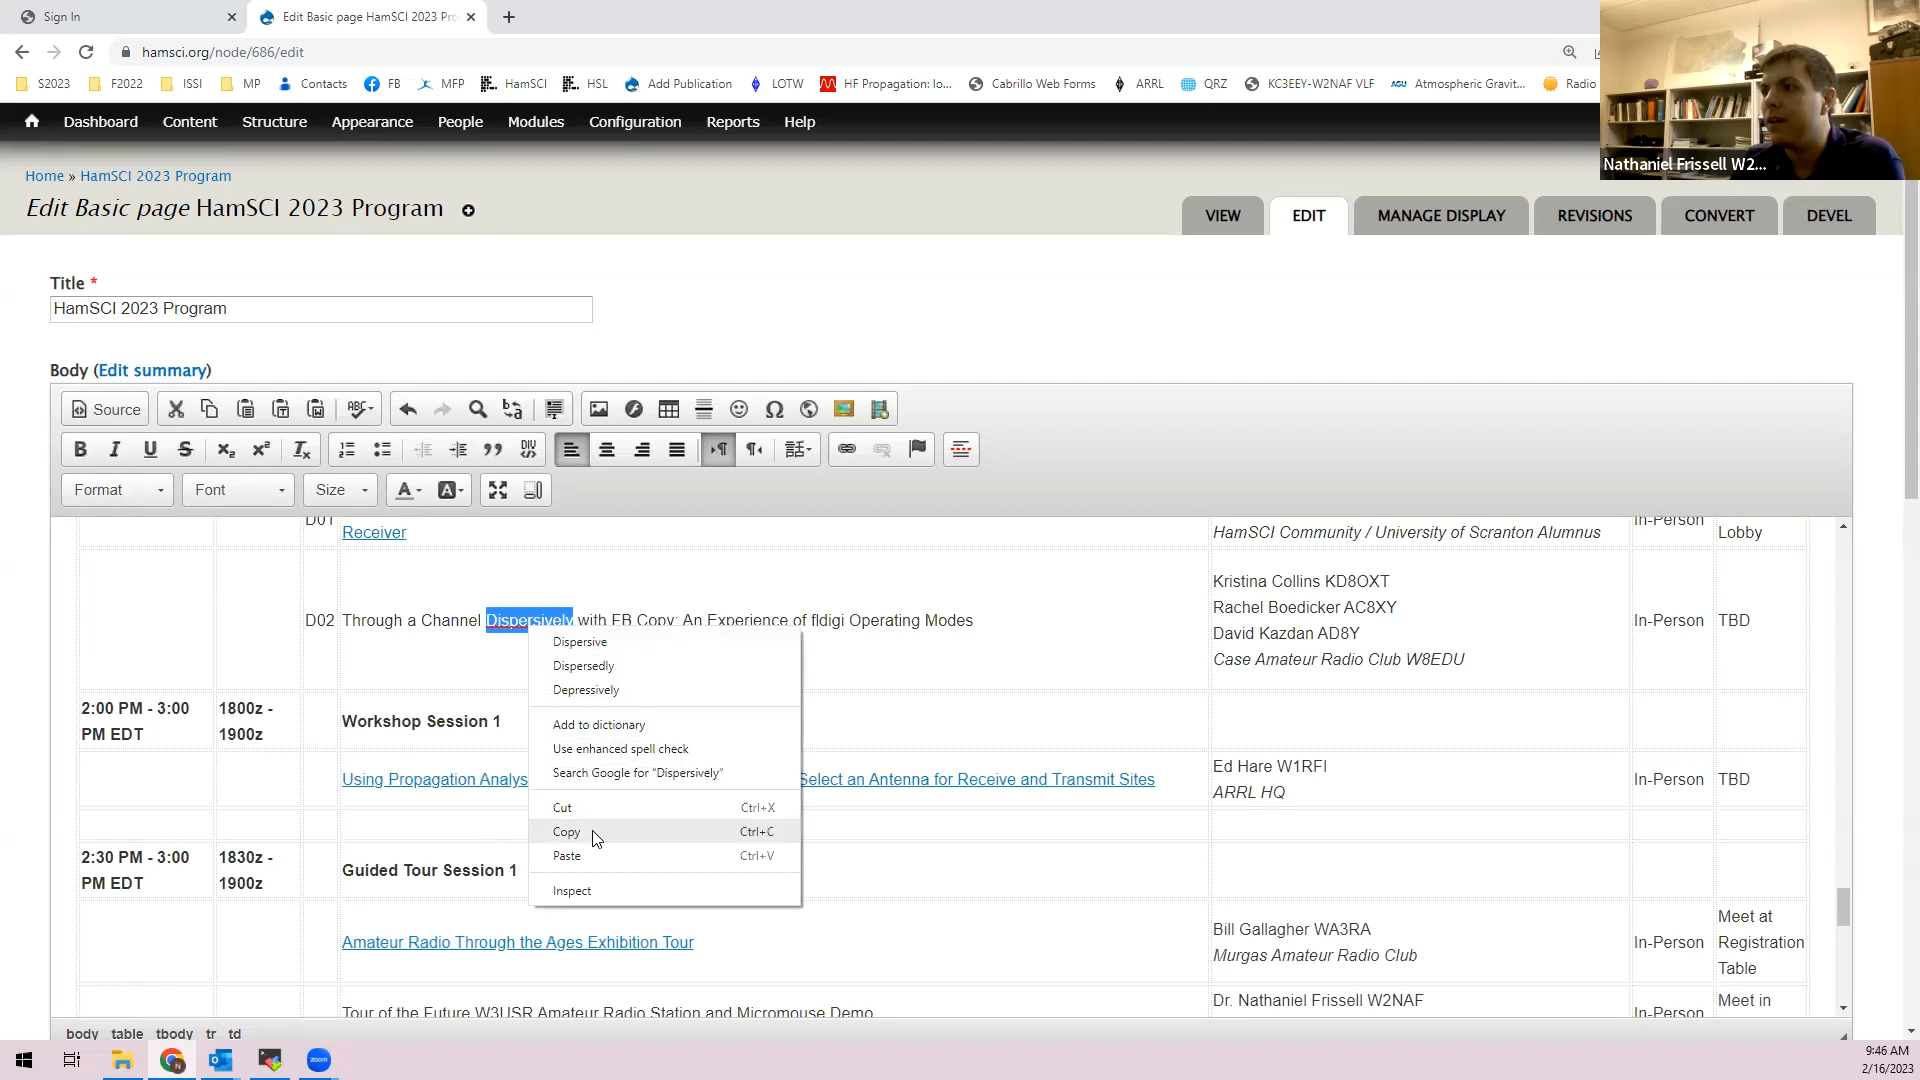 Sign In
Edit Basic page HamSCI 2023 Pro
hamsci.org/node/686/edit
S2023
F2022
ISSI
MP
Contacts
FB
MFP
HamSCI
HSL
Add Publication
LOTW
HF Propagation: Io...
Cabrillo Web Forms
ARRL
QRZ
KC3EEY-W2NAF VLF
AGU Atmospheric Gravit...
Radio
Nathaniel Frissell W2...
Dashboard
Content
Structure
Appearance
People
Modules
Configuration
Reports
Help
Home » HamSCI 2023 Program
Edit Basic page HamSCI 2023 Program
VIEW
EDIT
MANAGE DISPLAY
REVISIONS
CONVERT
DEVEL
Title *
HamSCI 2023 Program
Body (Edit summary)
Source
ABC
B I U S x₂ x² Tx
DIV
Format
Font
Size
A
A
D01
Receiver
HamSCI Community / University of Scranton Alumnus
In-Person
Lobby
D02
Through a Channel Dispersively with FB Copy: An Experience of fldigi Operating Modes
Kristina Collins KD8OXT
Rachel Boedicker AC8XY
David Kazdan AD8Y
Case Amateur Radio Club W8EDU
In-Person
TBD
Dispersive
Dispersedly
Depressively
Add to dictionary
Use enhanced spell check
Search Google for “Dispersively”
Cut Ctrl+X
Copy Ctrl+C
Paste Ctrl+V
Inspect
2:00 PM - 3:00
PM EDT
1800z -
1900z
Workshop Session 1
Using Propagation Analys
Select an Antenna for Receive and Transmit Sites
Ed Hare W1RFI
ARRL HQ
In-Person
TBD
2:30 PM - 3:00
PM EDT
1830z -
1900z
Guided Tour Session 1
Amateur Radio Through the Ages Exhibition Tour
Bill Gallagher WA3RA
Murgas Amateur Radio Club
In-Person
Meet at
Registration
Table
Tour of the Future W3USR Amateur Radio Station and Micromouse Demo
Dr. Nathaniel Frissell W2NAF
In-Person
Meet in
body table tbody tr td
zoom
9:46 AM
2/16/2023